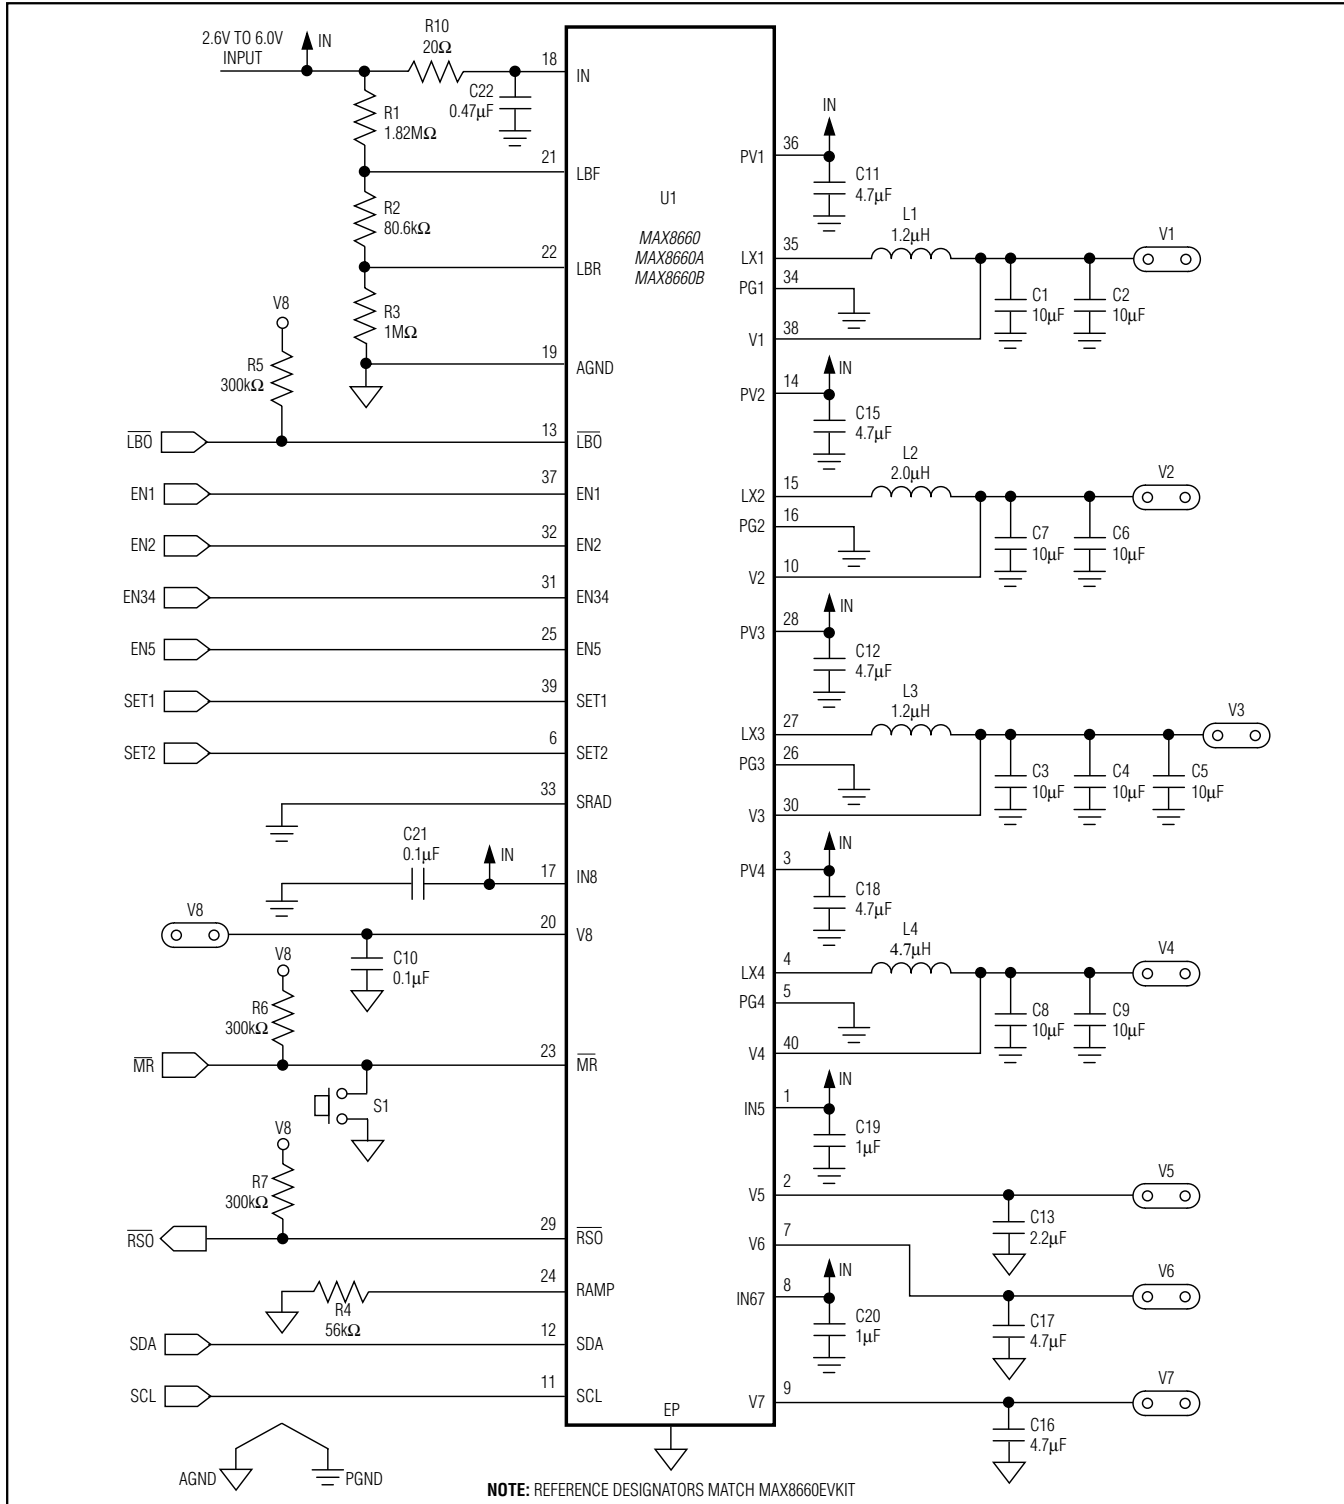 2.6V TO 6.0V
INPUT
IN
R10
20Ω
18
IN
C22
0.47µF
R1
1.82MΩ
21
LBF
R2
80.6kΩ
22
LBR
R3
1MΩ
19
AGND
V8
R5
300kΩ
LBO
13
LBO
EN1
37
EN1
EN2
32
EN2
EN34
31
EN34
EN5
25
EN5
SET1
39
SET1
SET2
6
SET2
33
SRAD
C21
0.1µF
IN
17
IN8
V8
20
V8
C10
0.1µF
V8
R6
300kΩ
MR
23
MR
S1
V8
R7
300kΩ
RSO
29
RSO
24
RAMP
R4
56kΩ
SDA
12
SDA
SCL
11
SCL
AGND
PGND
U1
MAX8660
MAX8660A
MAX8660B
EP
IN
PV1
36
C11
4.7µF
LX1
35
L1
1.2µH
V1
PG1
34
C1
10µF
C2
10µF
V1
38
IN
PV2
14
C15
4.7µF
LX2
15
L2
2.0µH
V2
PG2
16
C7
10µF
C6
10µF
V2
10
IN
PV3
28
C12
4.7µF
LX3
27
L3
1.2µH
V3
PG3
26
C3
10µF
C4
10µF
C5
10µF
V3
30
IN
PV4
3
C18
4.7µF
LX4
4
L4
4.7µH
V4
PG4
5
C8
10µF
C9
10µF
V4
40
IN
IN5
1
C19
1µF
V5
2
V5
C13
2.2µF
V6
7
V6
C17
4.7µF
IN
IN67
8
C20
1µF
V7
9
V7
C16
4.7µF
NOTE: REFERENCE DESIGNATORS MATCH MAX8660EVKIT